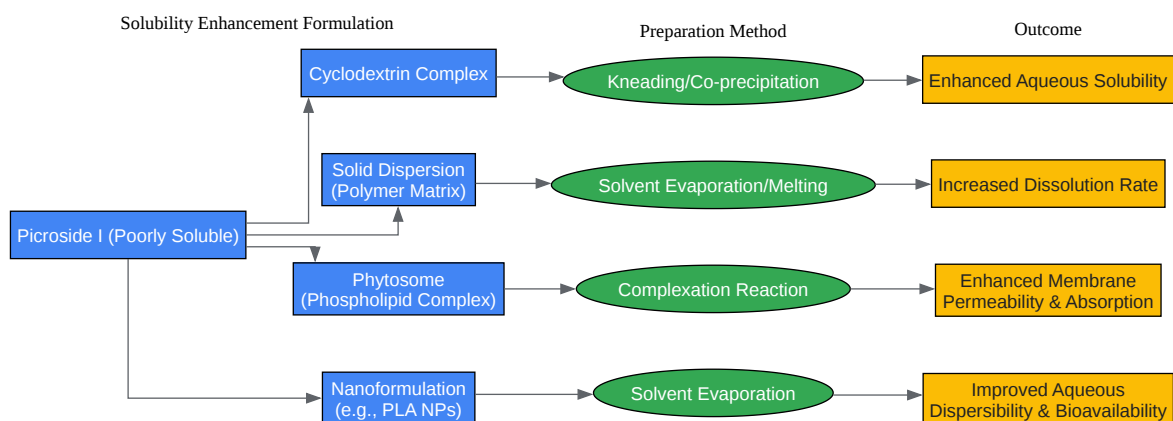 Solubility Enhancement Formulation
Preparation Method
Outcome
Cyclodextrin Complex
Kneading/Co-precipitation
Enhanced Aqueous Solubility
Solid Dispersion
(Polymer Matrix)
Solvent Evaporation/Melting
Increased Dissolution Rate
Picroside I (Poorly Soluble)
Phytosome
(Phospholipid Complex)
Complexation Reaction
Enhanced Membrane
Permeability & Absorption
Nanoformulation
(e.g., PLA NPs)
Solvent Evaporation
Improved Aqueous
Dispersibility & Bioavailability